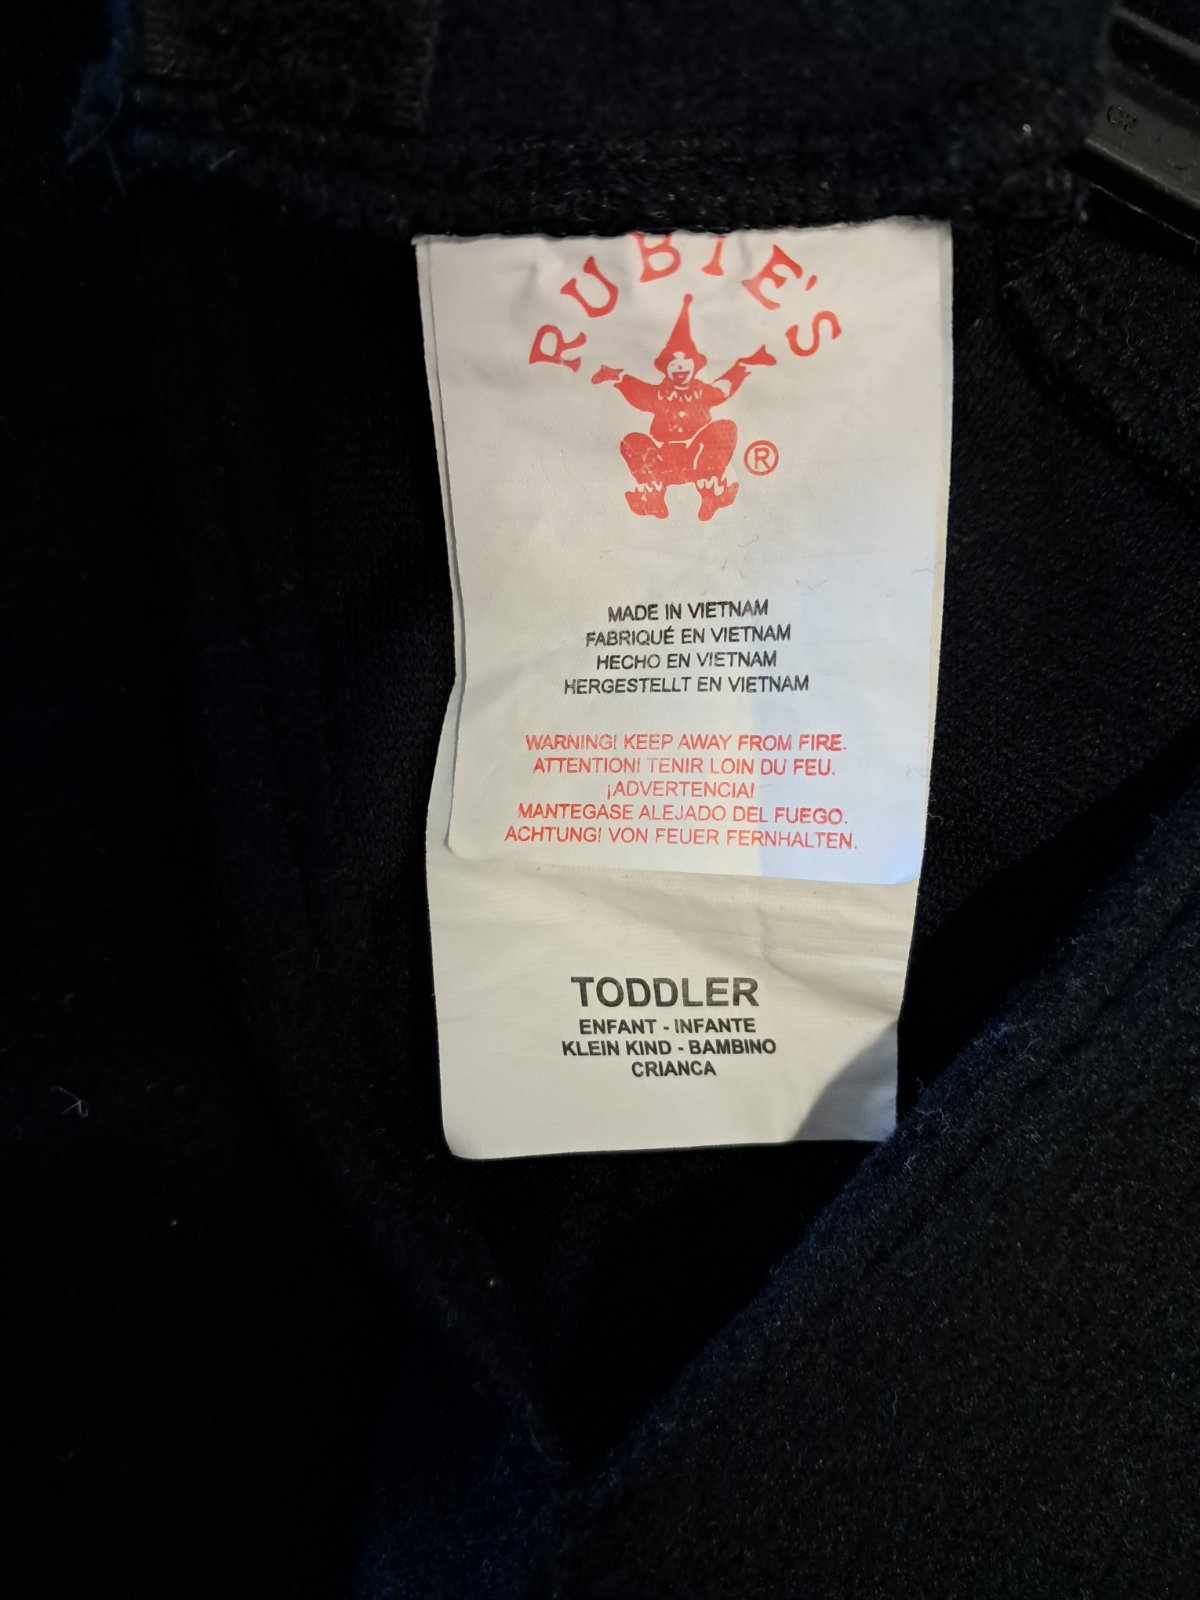 RUBIE'S
®
MADE IN VIETNAM
FABRIQUÉ EN VIETNAM
HECHO EN VIETNAM
HERGESTELLT EN VIETNAM
WARNING! KEEP AWAY FROM FIRE.
ATTENTION! TENIR LOIN DU FEU.
¡ADVERTENCIA!
MANTEGASE ALEJADO DEL FUEGO.
ACHTUNG! VON FEUER FERNHALTEN.
TODDLER
ENFANT - INFANTE
KLEIN KIND - BAMBINO
CRIANCA
C2